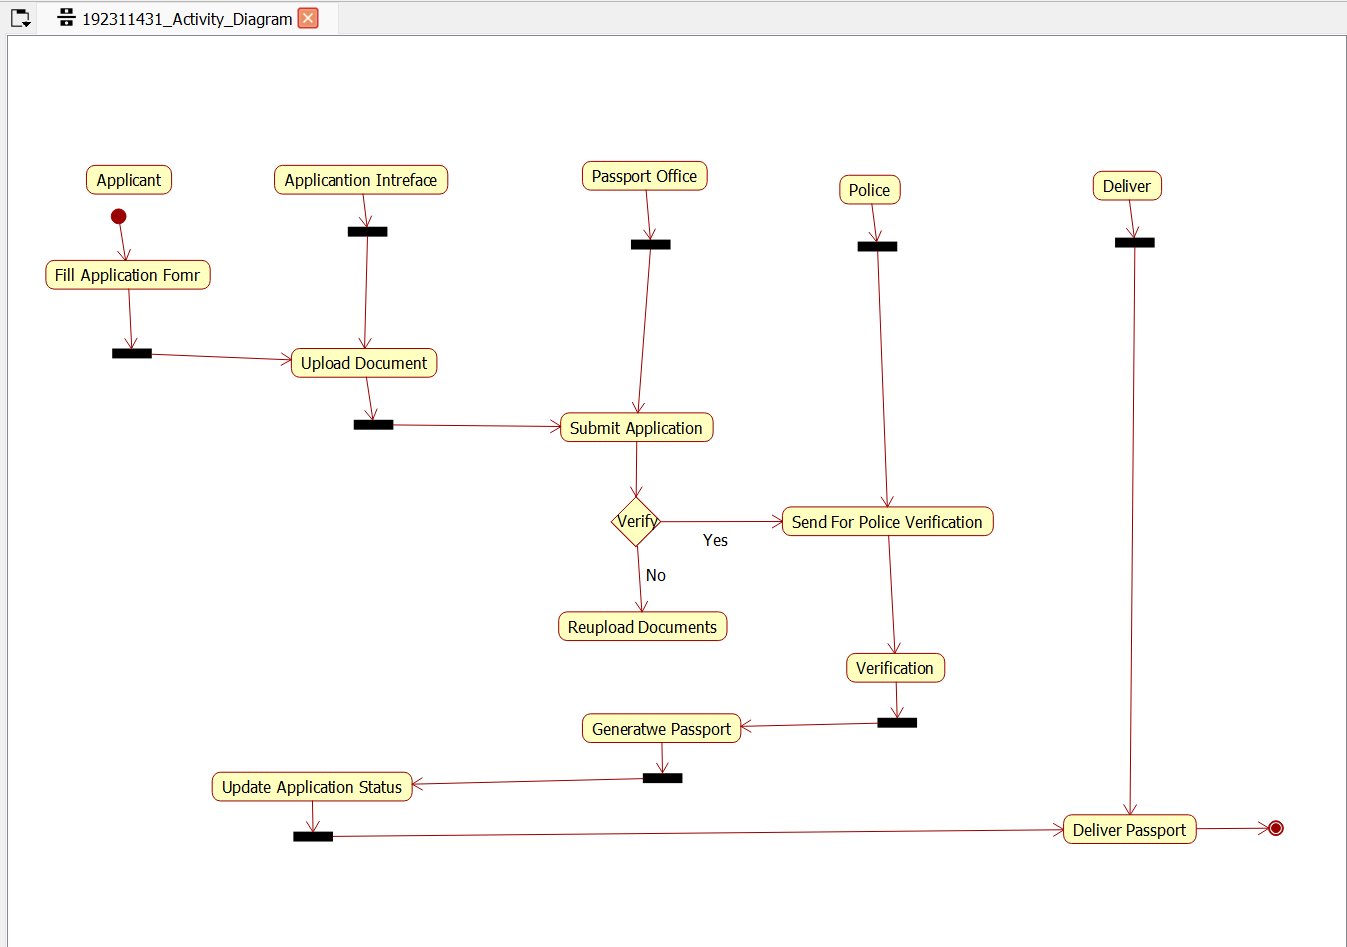 192311431_Activity_Diagram
Applicant
Applicantion Intreface
Passport Office
Police
Deliver
Fill Application Fomr
Upload Document
Submit Application
Verify
Yes
Send For Police Verification
No
Reupload Documents
Verification
Generatwe Passport
Update Application Status
Deliver Passport